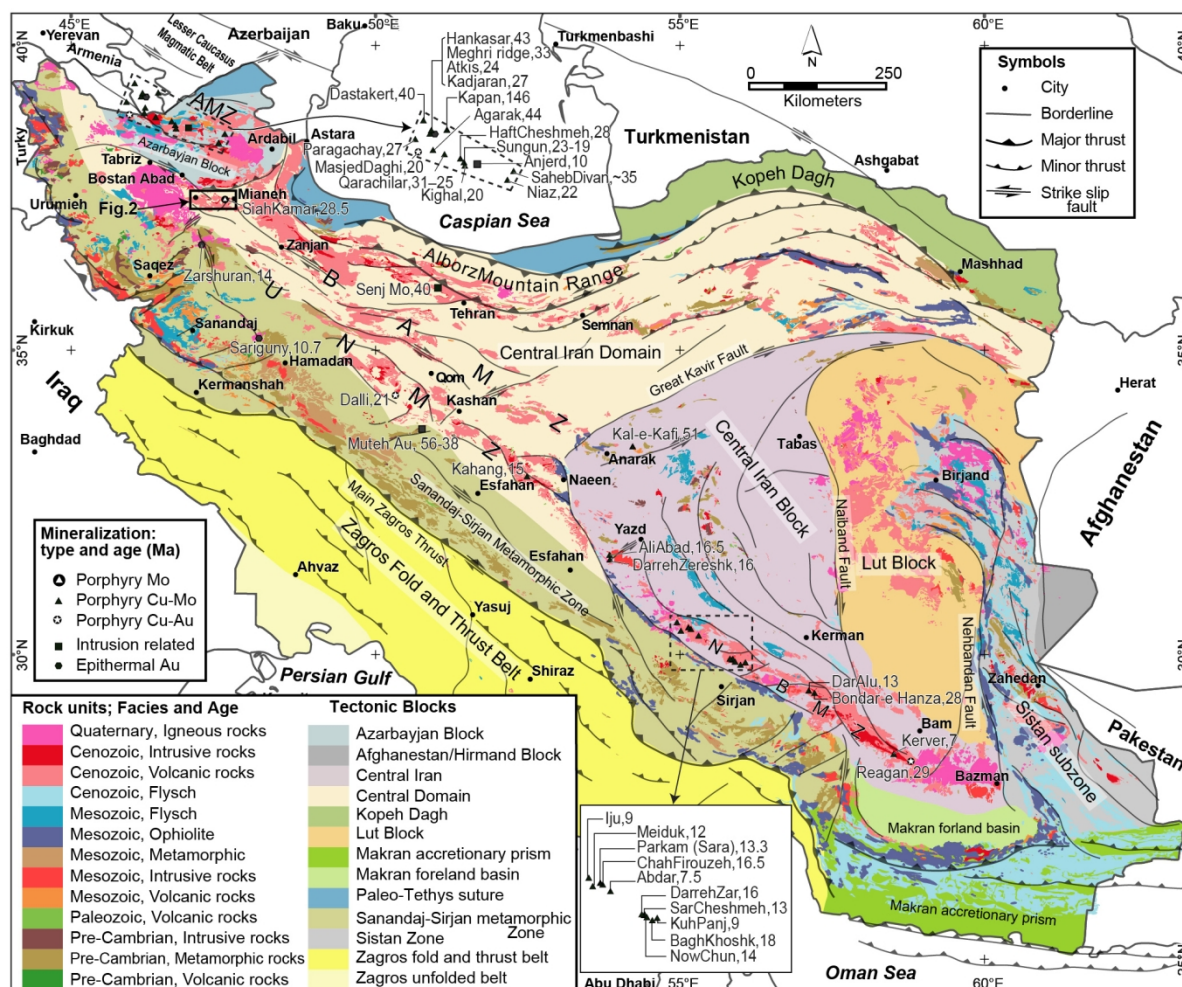 45°E
50°E
55°E
60°E
40°N
40°N
35°N
35°N
30°N
30°N
25°N
25°N
55°E
60°E
Yerevan
Armenia
Lesser Caucasus
Magmatic Belt
Azerbaijan
Baku
Turkmenbashi
Turky
AMZ
Azarbayjan Block
Ardabil
Astara
Tabriz
Bostan Abad
Urumieh
Fig.2
Mianeh
SiahKamar,28.5
Hankasar,43
Meghri ridge,33
Atkis,24
Kadjaran,27
Dastakert,40
Kapan,146
Agarak,44
HaftCheshmeh,28
Sungun,23-19
Paragachay,27
MasjedDaghi,20
Anjerd,10
SahebDivan,~35
Qarachilar,31–25
Kighal,20
Niaz,22
N
0
250
Kilometers
Turkmenistan
Ashgabat
Caspian Sea
Kopeh Dagh
Mashhad
Symbols
City
Borderline
Major thrust
Minor thrust
Strike slip
fault
Zanjan
Saqez
Zarshuran,14
AlborzMountain Range
Senj Mo,40
Tehran
Semnan
Kirkuk
Sanandaj
Sariguny,10.7
Hamadan
Kermanshah
U
B
A
N
M
M
Z
Z
Central Iran Domain
Great Kavir Fault
Qom
Kashan
Dalli,21
Muteh Au, 56-38
Kahang,15
Esfahan
Naeen
Iraq
Baghdad
Herat
Afghanestan
Kal-e-Kafi,51
Anarak
Tabas
Central Iran Block
Naiband Fault
Birjand
Lut Block
Nehbandan Fault
Main Zagros Thrust
Sanandaj-Sirjan Metamorphic Zone
Zagros Fold and Thrust Belt
Yazd
AliAbad,16.5
DarrehZereshk,16
Esfahan
Ahvaz
Yasuj
Shiraz
Persian Gulf
Kerman
N
B
M
Z
Sirjan
DarAlu,13
Bondar e Hanza,28
Bam
Kerver,7
Reagan,29
Bazman
Zahedan
Sistan subzone
Pakestan
Makran forland basin
Makran accretionary prism
Oman Sea
Abu Dhabi
Mineralization:
type and age (Ma)
Porphyry Mo
Porphyry Cu-Mo
Porphyry Cu-Au
Intrusion related
Epithermal Au
Rock units; Facies and Age
Quaternary, Igneous rocks
Cenozoic, Intrusive rocks
Cenozoic, Volcanic rocks
Cenozoic, Flysch
Mesozoic, Flysch
Mesozoic, Ophiolite
Mesozoic, Metamorphic
Mesozoic, Intrusive rocks
Mesozoic, Volcanic rocks
Paleozoic, Volcanic rocks
Pre-Cambrian, Intrusive rocks
Pre-Cambrian, Metamorphic rocks
Pre-Cambrian, Volcanic rocks
Tectonic Blocks
Azarbayjan Block
Afghanestan/Hirmand Block
Central Iran
Central Domain
Kopeh Dagh
Lut Block
Makran accretionary prism
Makran foreland basin
Paleo-Tethys suture
Sanandaj-Sirjan metamorphic
Zone
Sistan Zone
Zagros fold and thrust belt
Zagros unfolded belt
Iju,9
Meiduk,12
Parkam (Sara),13.3
ChahFirouzeh,16.5
Abdar,7.5
DarrehZar,16
SarCheshmeh,13
KuhPanj,9
BaghKhoshk,18
NowChun,14